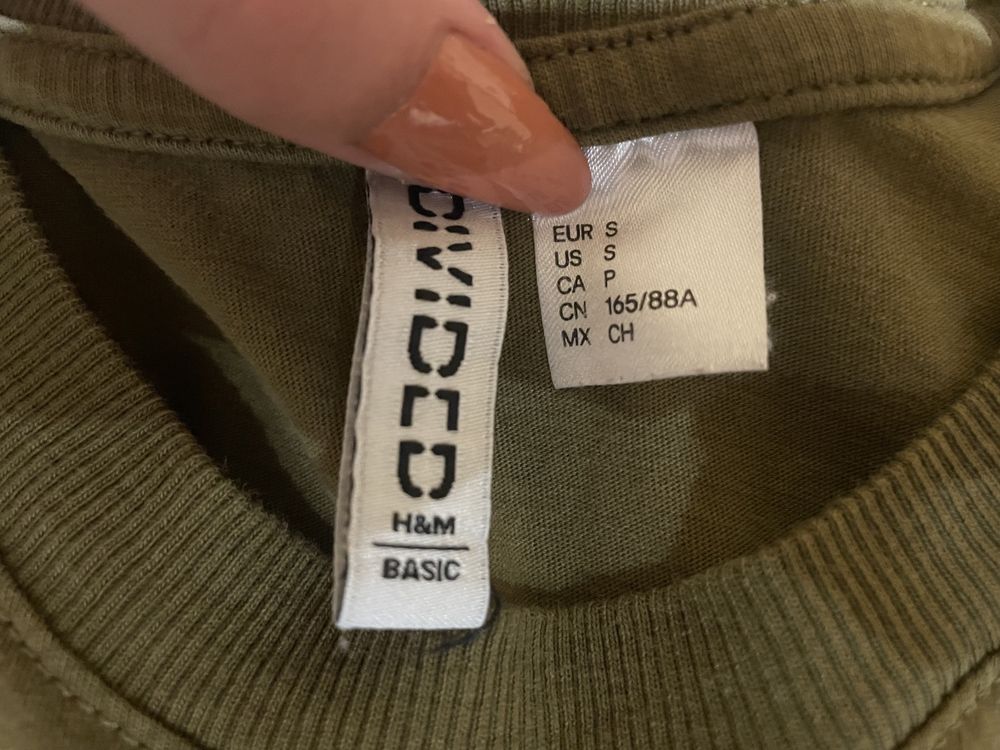 DIVIDED
H&M
BASIC
EUR S
US S
CA P
CN 165/88A
MX CH